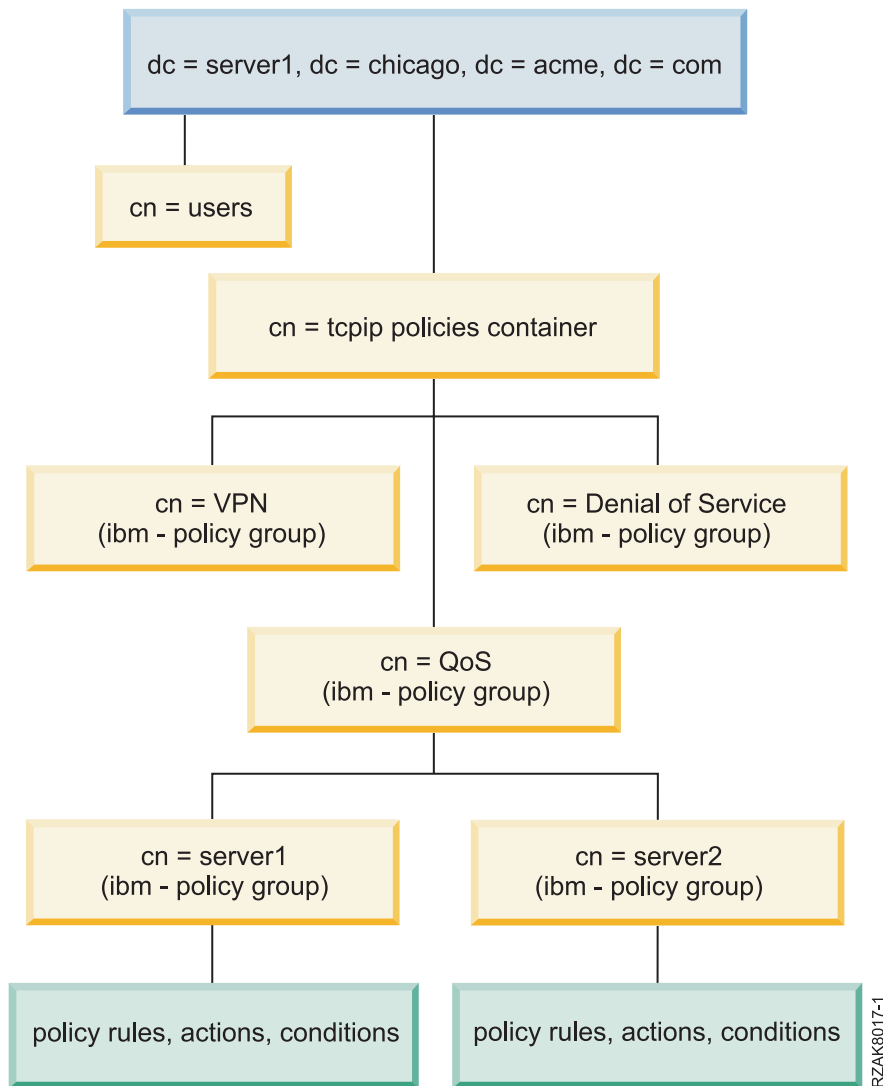 dc = server1, dc = chicago, dc = acme, dc = com
cn = users
cn = tcpip policies container
cn = VPN
(ibm - policy group)
cn = Denial of Service
(ibm - policy group)
cn = QoS
(ibm - policy group)
cn = server1
(ibm - policy group)
cn = server2
(ibm - policy group)
policy rules, actions, conditions
policy rules, actions, conditions
RZAK8017-1